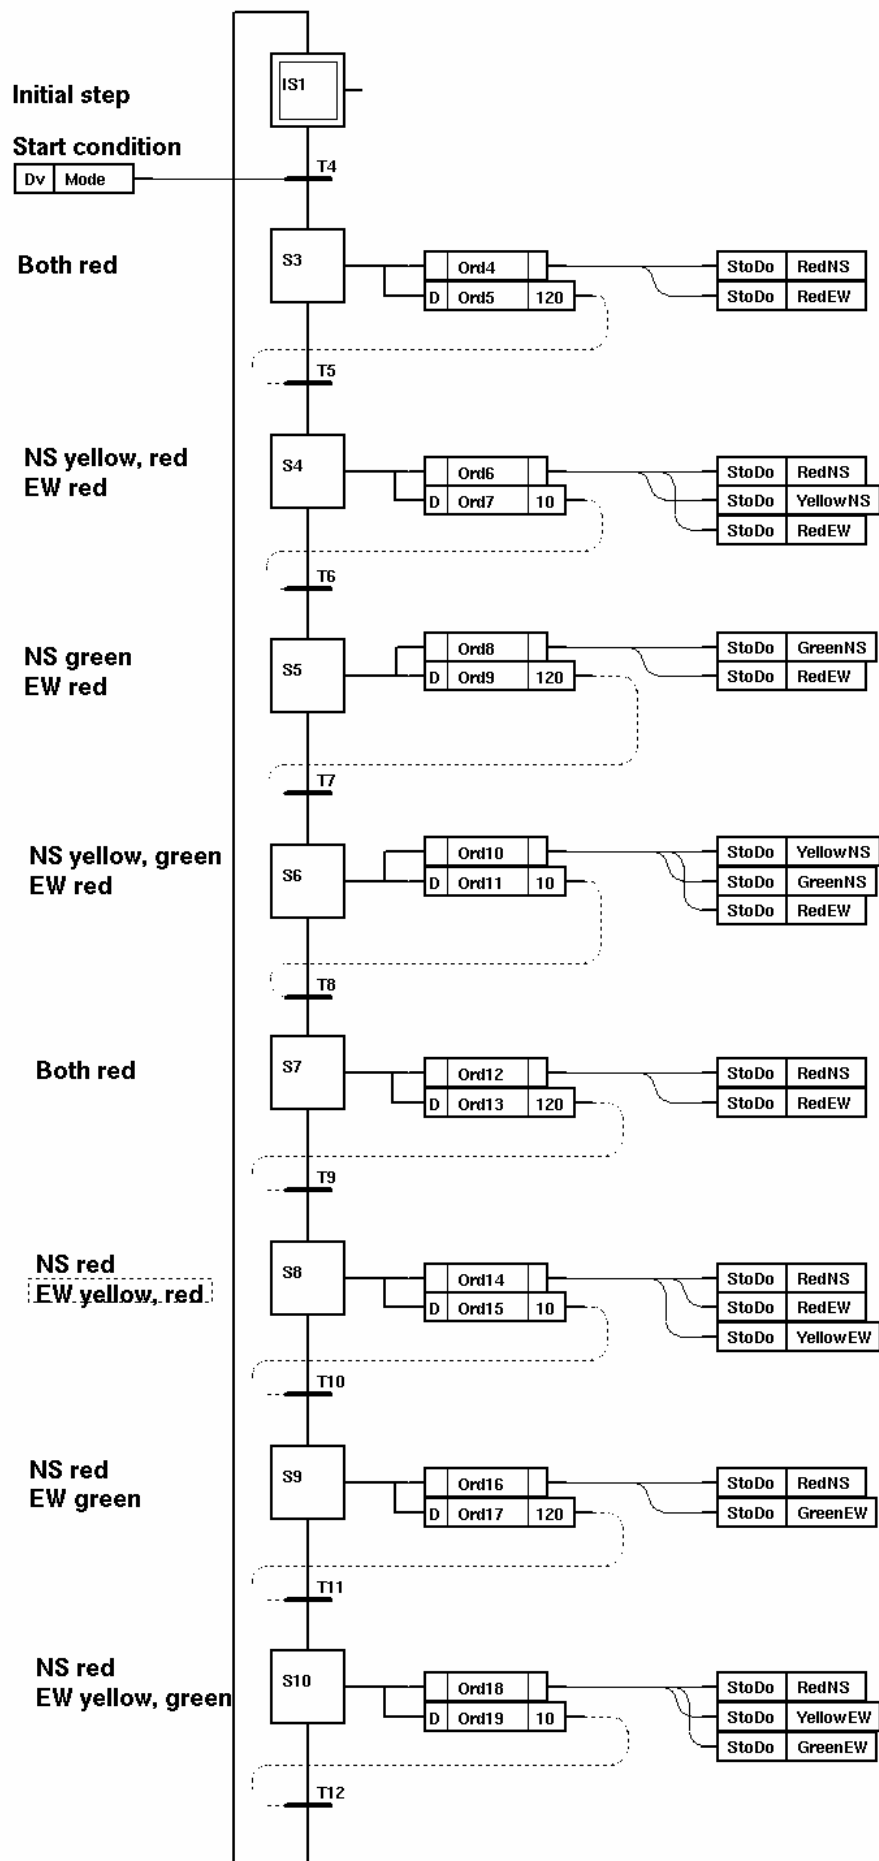 IS1
Initial step
Start condition
T4
Dv Mode
Both red
S3
Ord4
StoDo RedNS
D Ord5 120
StoDo RedEW
T5
NS yellow, red
EW red
S4
Ord6
StoDo RedNS
D Ord7 10
StoDo YellowNS
StoDo RedEW
T6
NS green
EW red
S5
Ord8
StoDo GreenNS
D Ord9 120
StoDo RedEW
T7
NS yellow, green
EW red
S6
Ord10
StoDo YellowNS
D Ord11 10
StoDo GreenNS
StoDo RedEW
T8
Both red
S7
Ord12
StoDo RedNS
D Ord13 120
StoDo RedEW
T9
NS red
EW yellow, red
S8
Ord14
StoDo RedNS
D Ord15 10
StoDo RedEW
StoDo YellowEW
T10
NS red
EW green
S9
Ord16
StoDo RedNS
D Ord17 120
StoDo GreenEW
T11
NS red
EW yellow, green
S10
Ord18
StoDo RedNS
D Ord19 10
StoDo YellowEW
StoDo GreenEW
T12